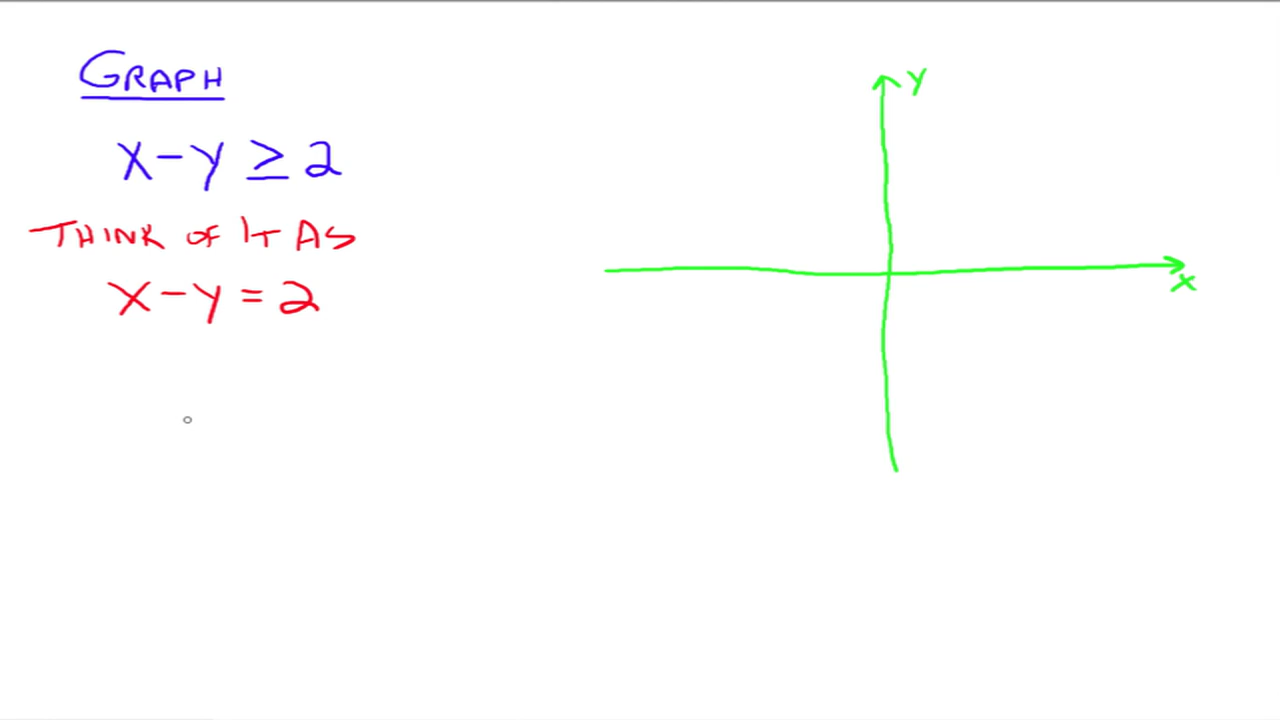 GRAPH
X-Y ≥ 2
THINK OF IT AS
X-Y = 2
Y
X